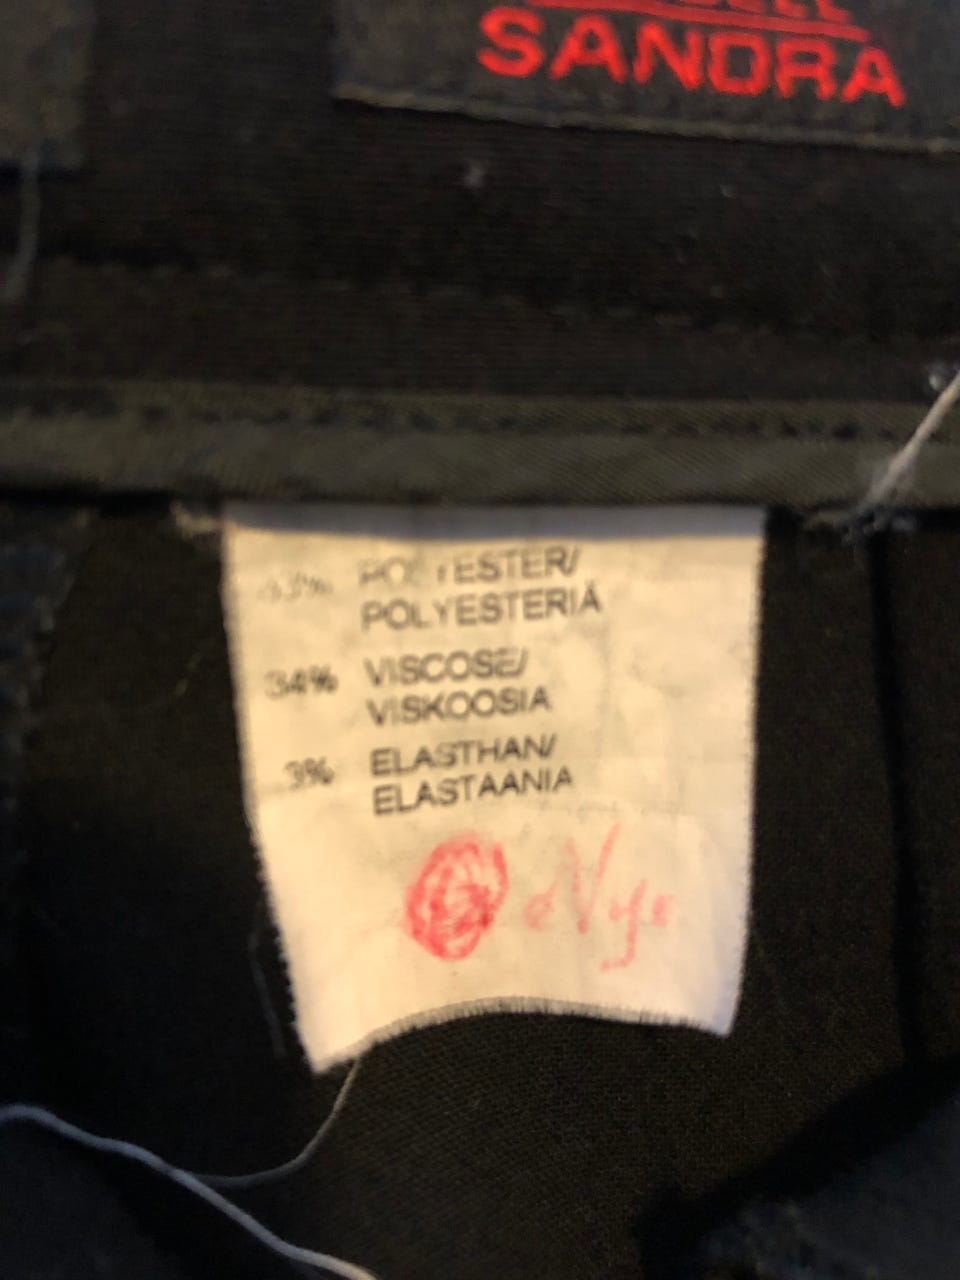 SANDRA
POLYESTER/
POLYESTERIÄ
34% VISCOSE/
VISKOOSIA
3% ELASTHAN/
ELASTAANIA